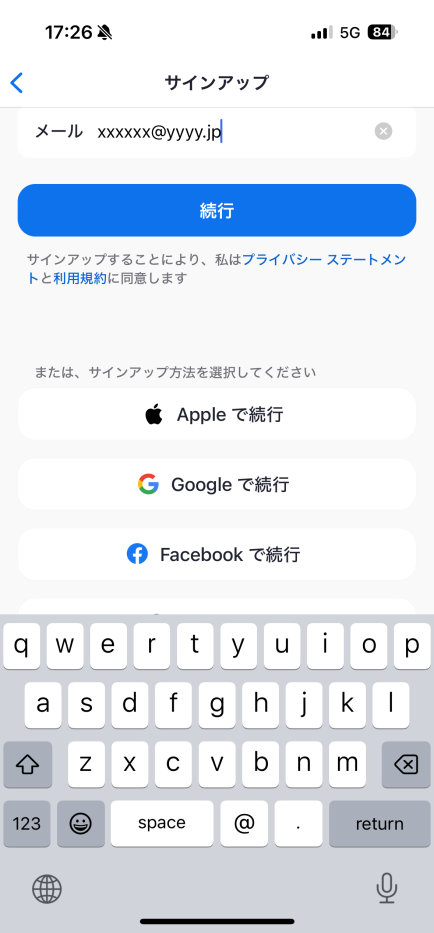 17:26 5G 84
サインアップ
メール xxxxxx@yyyy.jp
続行
サインアップすることにより、私はプライバシー ステートメン
トと利用規約に同意します
または、サインアップ方法を選択してください
Apple で続行
Google で続行
Facebook で続行
q w e r t y u i o p
a s d f g h j k l
z x c v b n m
123 space @ . return